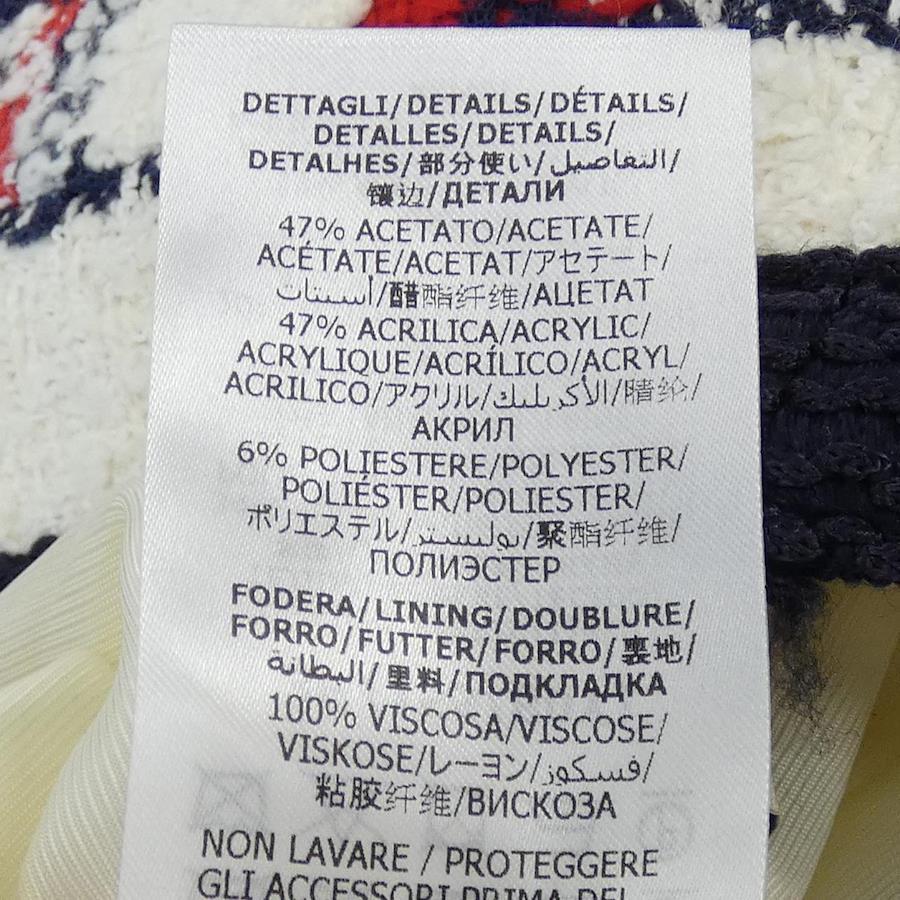 DETTAGLI/DETAILS/DÉTAILS/
DETALLES/DETAILS/
DETALHES/部分使い/التفاصيل/
镶边/ДЕТАЛИ
47% ACETATO/ACETATE/
ACÉTATE/ACETAT/アセテート/
أسيتات/醋酯纤维/АЦЕТАТ
47% ACRILICA/ACRYLIC/
ACRYLIQUE/ACRÍLICO/ACRYL/
ACRILICO/アクリル/الأكريليك/腈纶/
АКРИЛ
6% POLIESTERE/POLYESTER/
POLIÉSTER/POLIESTER/
ポリエステル/بوليستر/聚酯纤维/
ПОЛИЭСТЕР
FODERA/LINING/DOUBLURE/
FORRO/FUTTER/FORRO/裏地/
البطانة/里料/ПОДКЛАДКА
100% VISCOSA/VISCOSE/
VISKOSE/レーヨン/فسكوز/
粘胶纤维/ВИСКОЗА
NON LAVARE / PROTEGGERE
GLI ACCESSORI PRIMA DEL